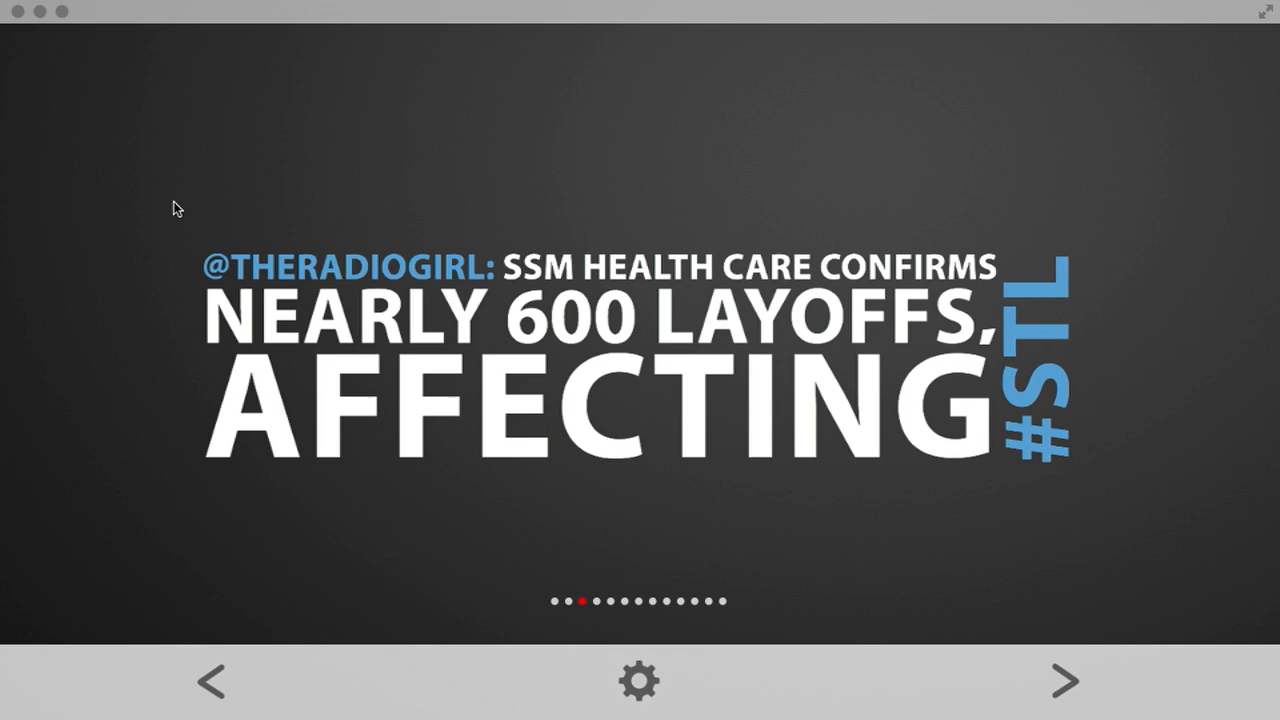 @THERADIOGIRL: SSM HEALTH CARE CONFIRMS
NEARLY 600 LAYOFFS,
AFFECTING
#STL